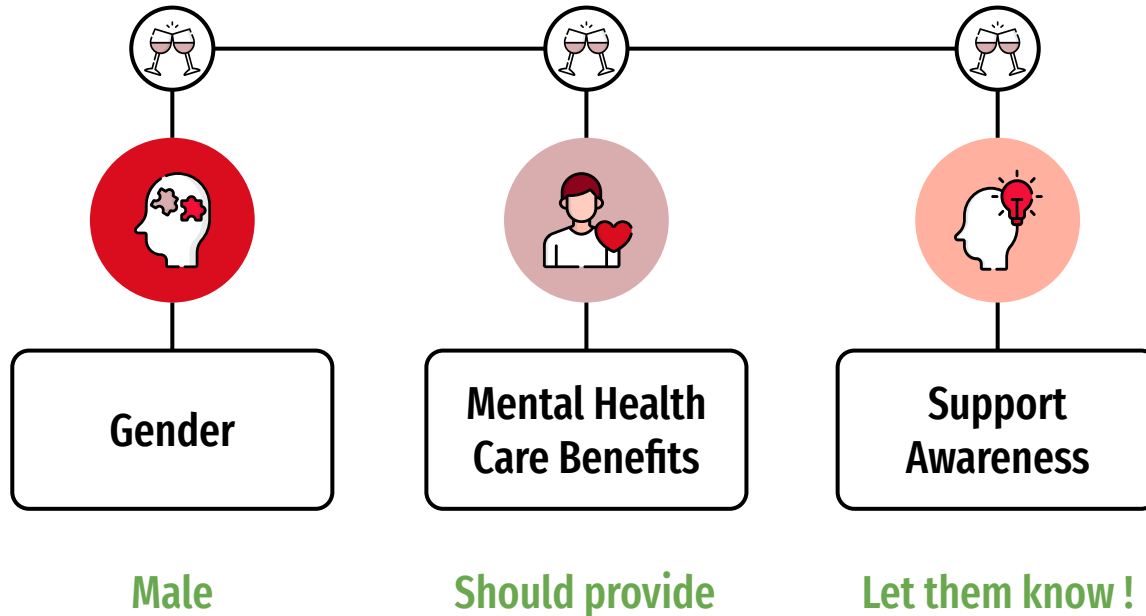 Gender
Mental Health
Care Benefits
Support
Awareness
Male
Should provide
Let them know !